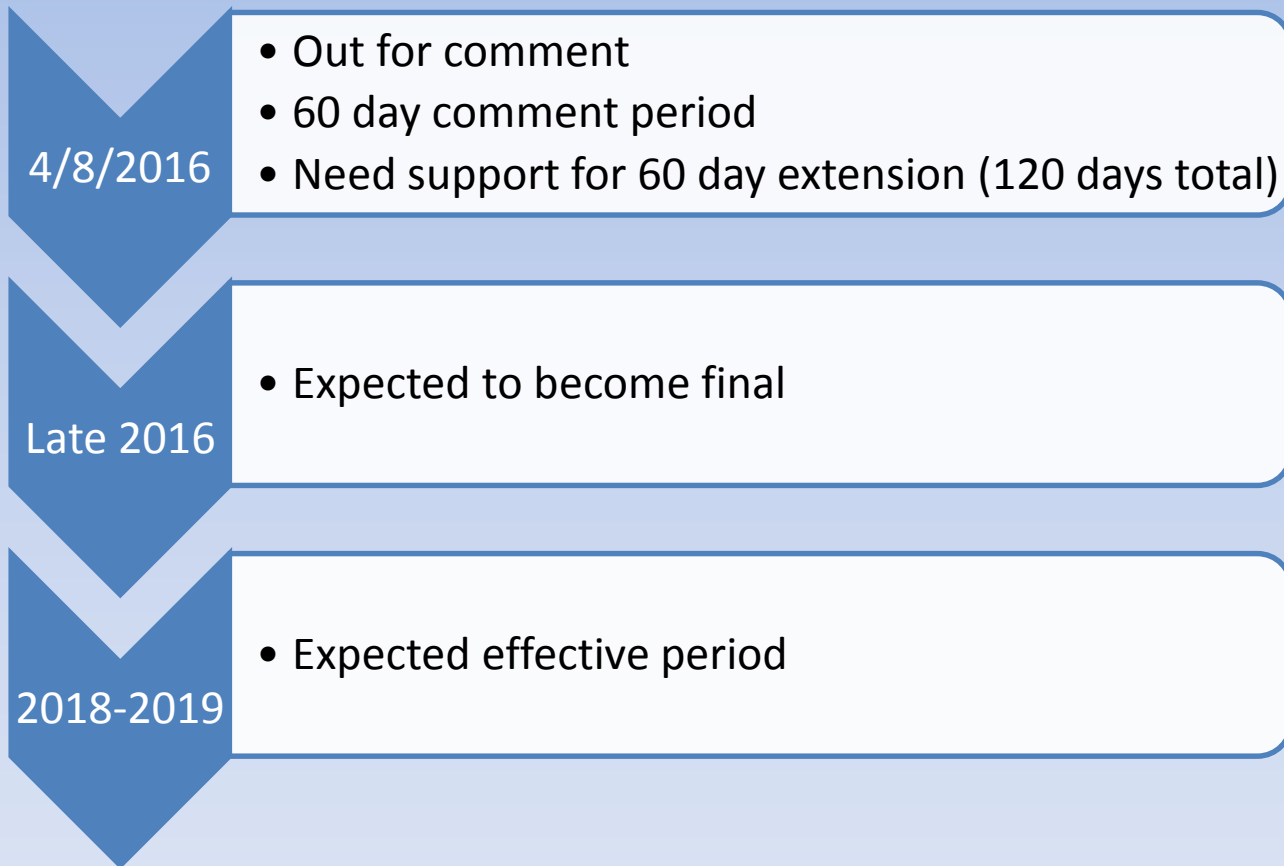 4/8/2016
• Out for comment
• 60 day comment period
• Need support for 60 day extension (120 days total)
Late 2016
• Expected to become final
2018-2019
• Expected effective period